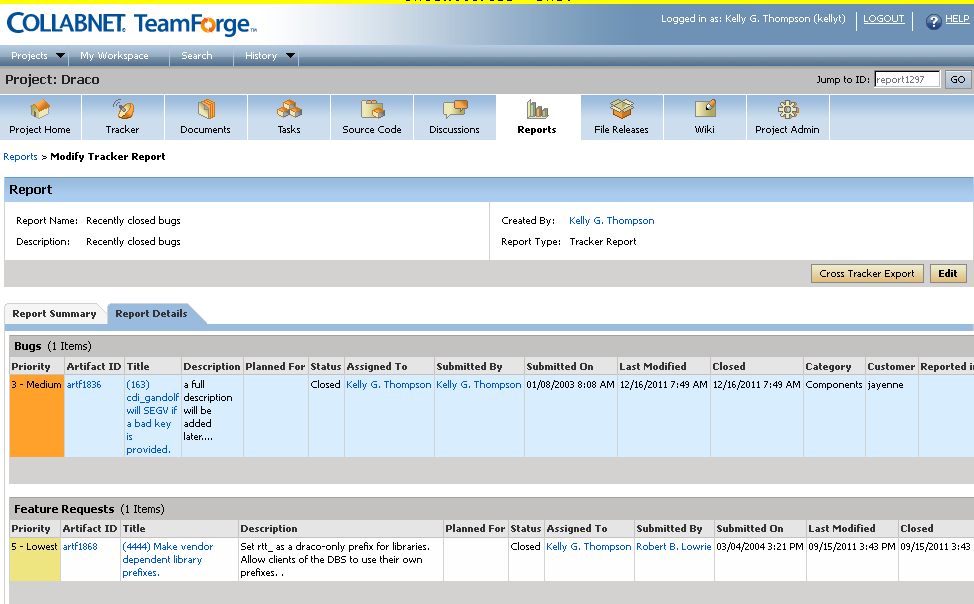 COLLABNET. TeamForge™
Logged in as: Kelly G. Thompson (kellyt) LOGOUT ? HELP
Projects My Workspace Search History
Project: Draco
Jump to ID: report1297 GO
Project Home Tracker Documents Tasks Source Code Discussions Reports File Releases Wiki Project Admin
Reports > Modify Tracker Report
Report
Report Name: Recently closed bugs
Created By: Kelly G. Thompson
Description: Recently closed bugs
Report Type: Tracker Report
Cross Tracker Export Edit
Report Summary Report Details
Bugs (1 Items)
Priority Artifact ID Title Description Planned For Status Assigned To Submitted By Submitted On Last Modified Closed Category Customer Reported
3 - Medium artf1836 (163) a full Closed Kelly G. Thompson Kelly G. Thompson 01/08/2003 8:08 AM 12/16/2011 7:49 AM 12/16/2011 7:49 AM Components jayenne
cdi_gandolf description
will SEGV if will be
a bad key added
is later....
provided.
Feature Requests (1 Items)
Priority Artifact ID Title Description Planned For Status Assigned To Submitted By Submitted On Last Modified Closed
5 - Lowest artf1868 (4444) Make vendor Set rtt_ as a draco-only prefix for libraries. Closed Kelly G. Thompson Robert B. Lowrie 03/04/2004 3:21 PM 09/15/2011 3:43 PM 09/15/2011 3:43
dependent library Allow clients of the DBS to use their own
prefixes. prefixes. .